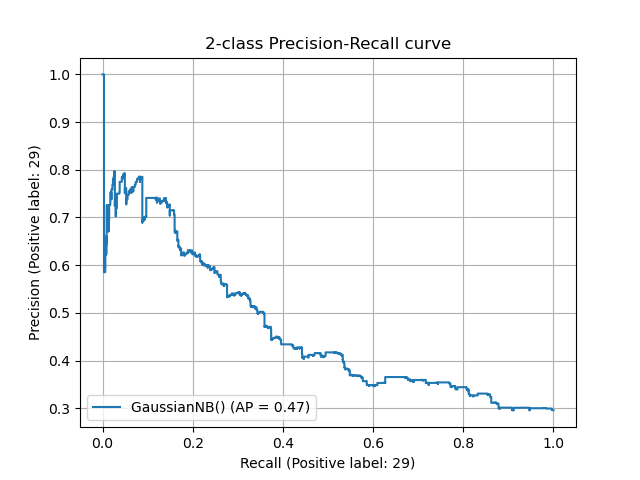 2-class Precision-Recall curve
1.0
0.9
0.8
0.7
0.6
0.5
0.4
0.3
Precision (Positive label: 29)
GaussianNB() (AP = 0.47)
0.0 0.2 0.4 0.6 0.8 1.0
Recall (Positive label: 29)